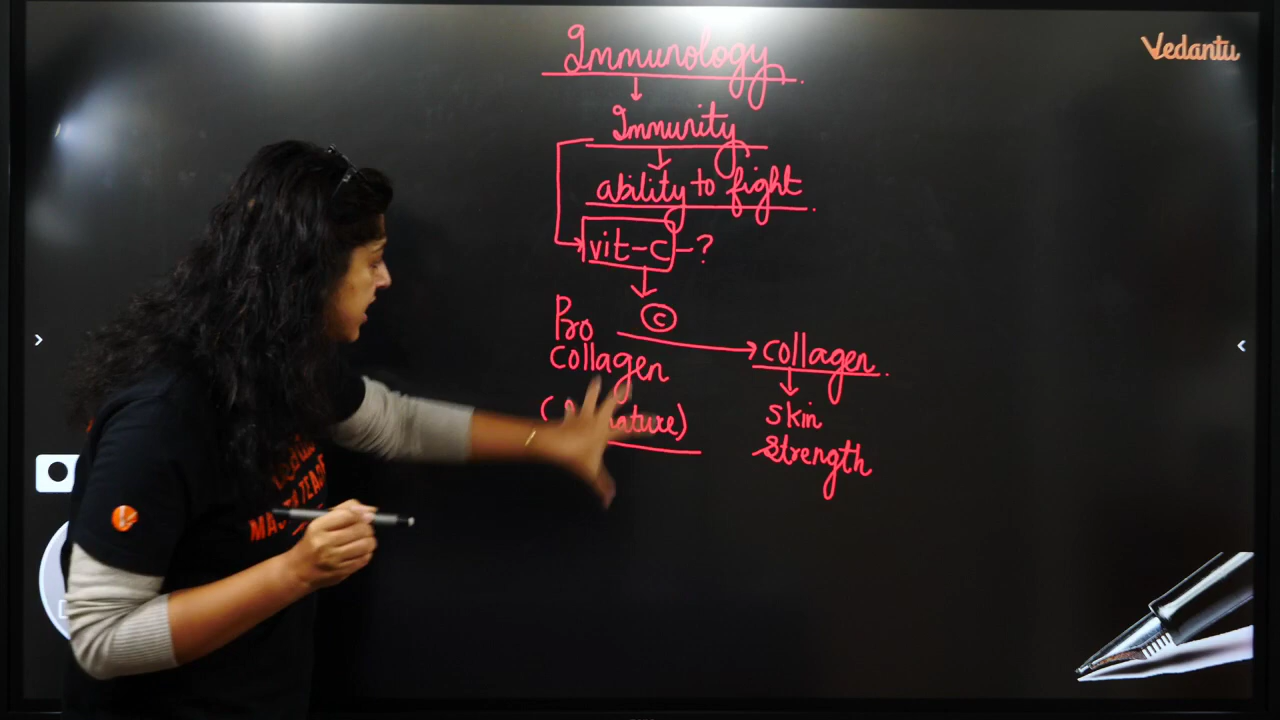 Vedantu
Immunology
Immunity
ability to fight
vit-c-?
c
Pro
collagen
collagen
skin
strength